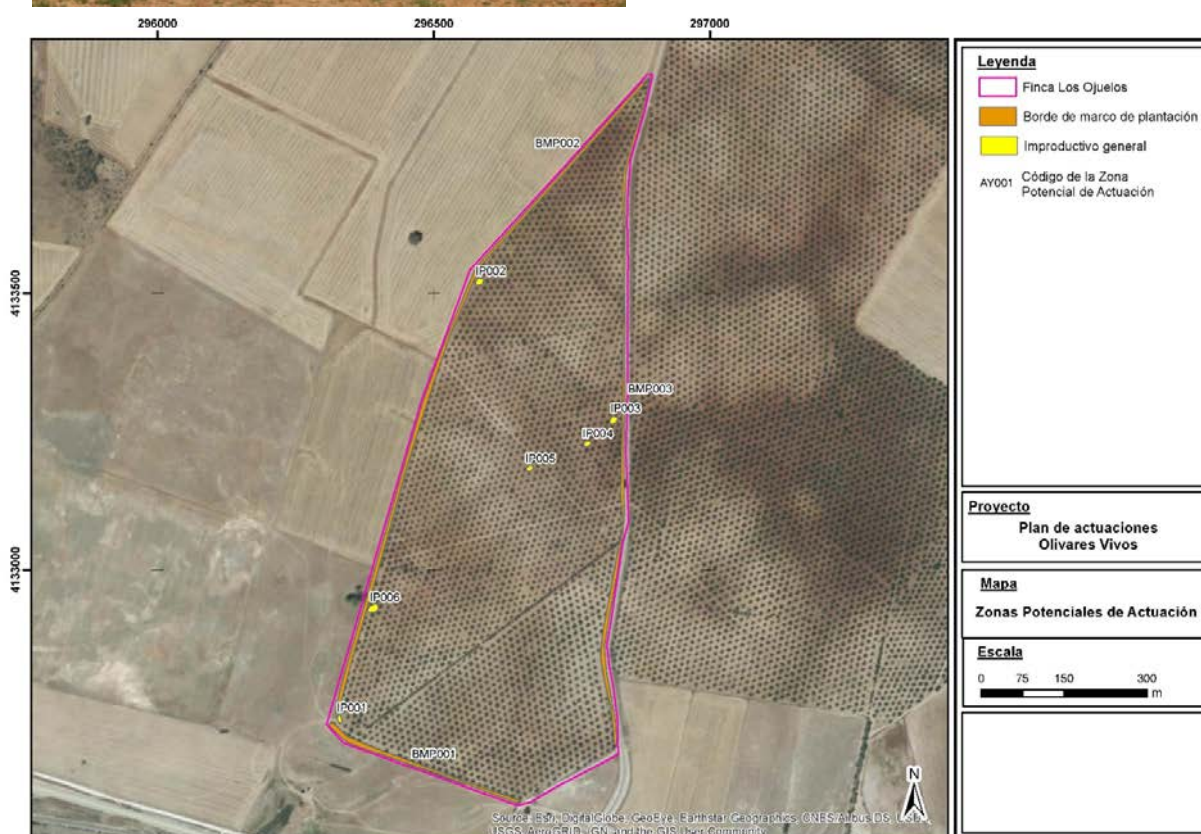 296000
296500
297000
4133500
4133000
BMP002
IP002
BMP003
IP003
IP004
IP005
IP006
IP001
BMP001
Leyenda
Finca Los Ojuelos
Borde de marco de plantación
Improductivo general
AY001
Código de la Zona
Potencial de Actuación
Proyecto
Plan de actuaciones
Olivares Vivos
Mapa
Zonas Potenciales de Actuación
Escala
0 75 150 300
m
N
Source: Esri, DigitalGlobe, GeoEye, Earthstar Geographics, CNES/Airbus DS, USDA,
USGS, AeroGRID, IGN, and the GIS User Community